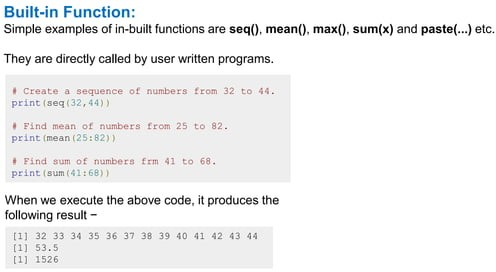 Built-in Function:
Simple examples of in-built functions are seq(), mean(), max(), sum(x) and paste(...) etc.
They are directly called by user written programs.
# Create a sequence of numbers from 32 to 44.
print(seq(32,44))
# Find mean of numbers from 25 to 82.
print(mean(25:82))
# Find sum of numbers frm 41 to 68.
print(sum(41:68))
When we execute the above code, it produces the
following result −
[1] 32 33 34 35 36 37 38 39 40 41 42 43 44
[1] 53.5
[1] 1526